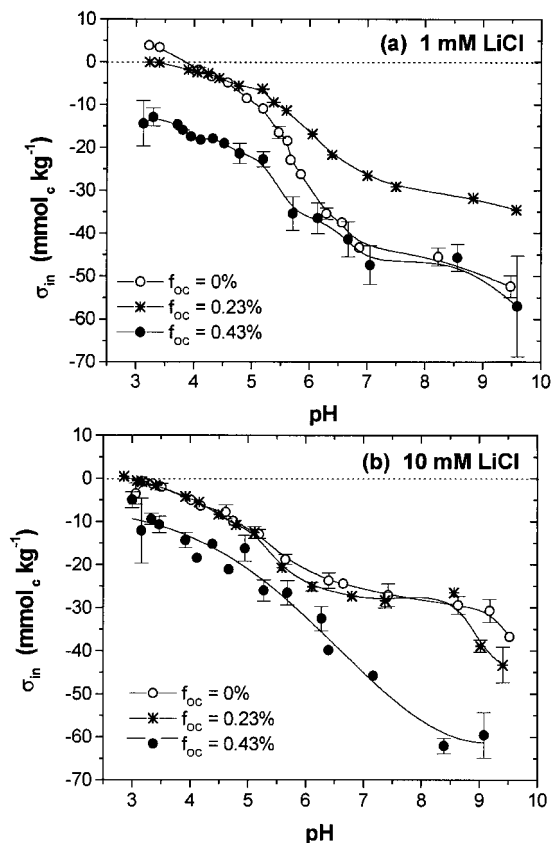 (a) 1 mM LiCl
10
0
-10
-20
-30
-40
-50
-60
-70
σin (mmolc kg-1)
foc = 0%
foc = 0.23%
foc = 0.43%
2 3 4 5 6 7 8 9 10
pH
(b) 10 mM LiCl
10
0
-10
-20
-30
-40
-50
-60
-70
σin (mmolc kg-1)
foc = 0%
foc = 0.23%
foc = 0.43%
3 4 5 6 7 8 9 10
pH